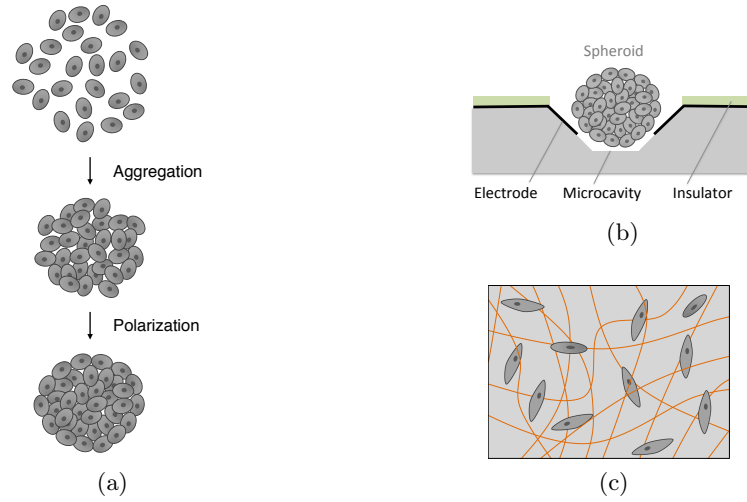 Aggregation
Polarization
(a)
Spheroid
Electrode Microcavity Insulator
(b)
(c)